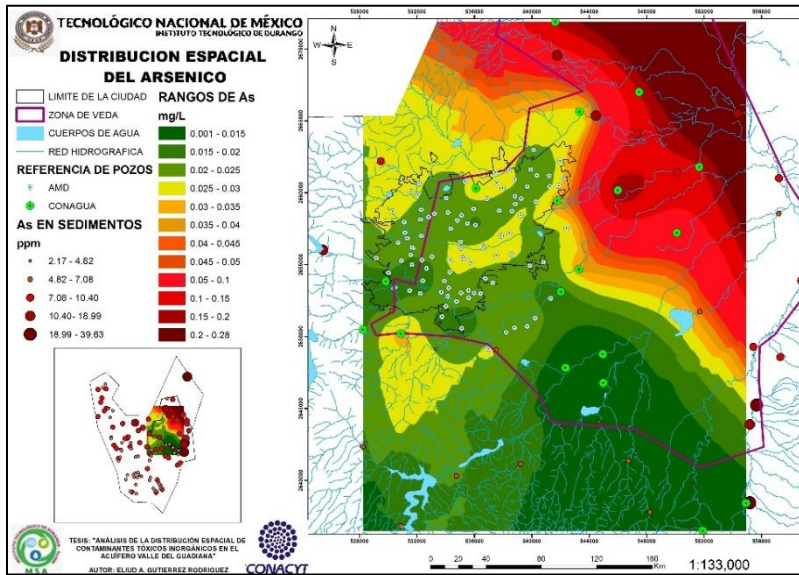 TECNOLÓGICO NACIONAL DE MÉXICO
INSTITUTO TECNOLÓGICO DE DURANGO
DISTRIBUCION ESPACIAL
DEL ARSENICO
LIMITE DE LA CIUDAD
ZONA DE VEDA
CUERPOS DE AGUA
RED HIDROGRAFICA
REFERENCIA DE POZOS
AMD
CONAGUA
As EN SEDIMENTOS
ppm
2.17 - 4.82
4.82 - 7.08
7.08 - 10.40
10.40- 18.99
18.99 - 39.63
RANGOS DE As
mg/L
0.001 - 0.015
0.015 - 0.02
0.02 - 0.025
0.025 - 0.03
0.03 - 0.035
0.035 - 0.04
0.04 - 0.045
0.045 - 0.05
0.05 - 0.1
0.1 - 0.15
0.15 - 0.2
0.2 - 0.28
N
W E
S
TESIS: "ANÁLISIS DE LA DISTRIBUCIÓN ESPACIAL DE
CONTAMINANTES TÓXICOS INORGÁNICOS EN EL
ACUÍFERO VALLE DEL GUADIANA"
AUTOR: ELIUD A. GUTIERREZ RODRIGUEZ
MSA
CONACYT
0 20 40 80 120 160
Km
1:133,000